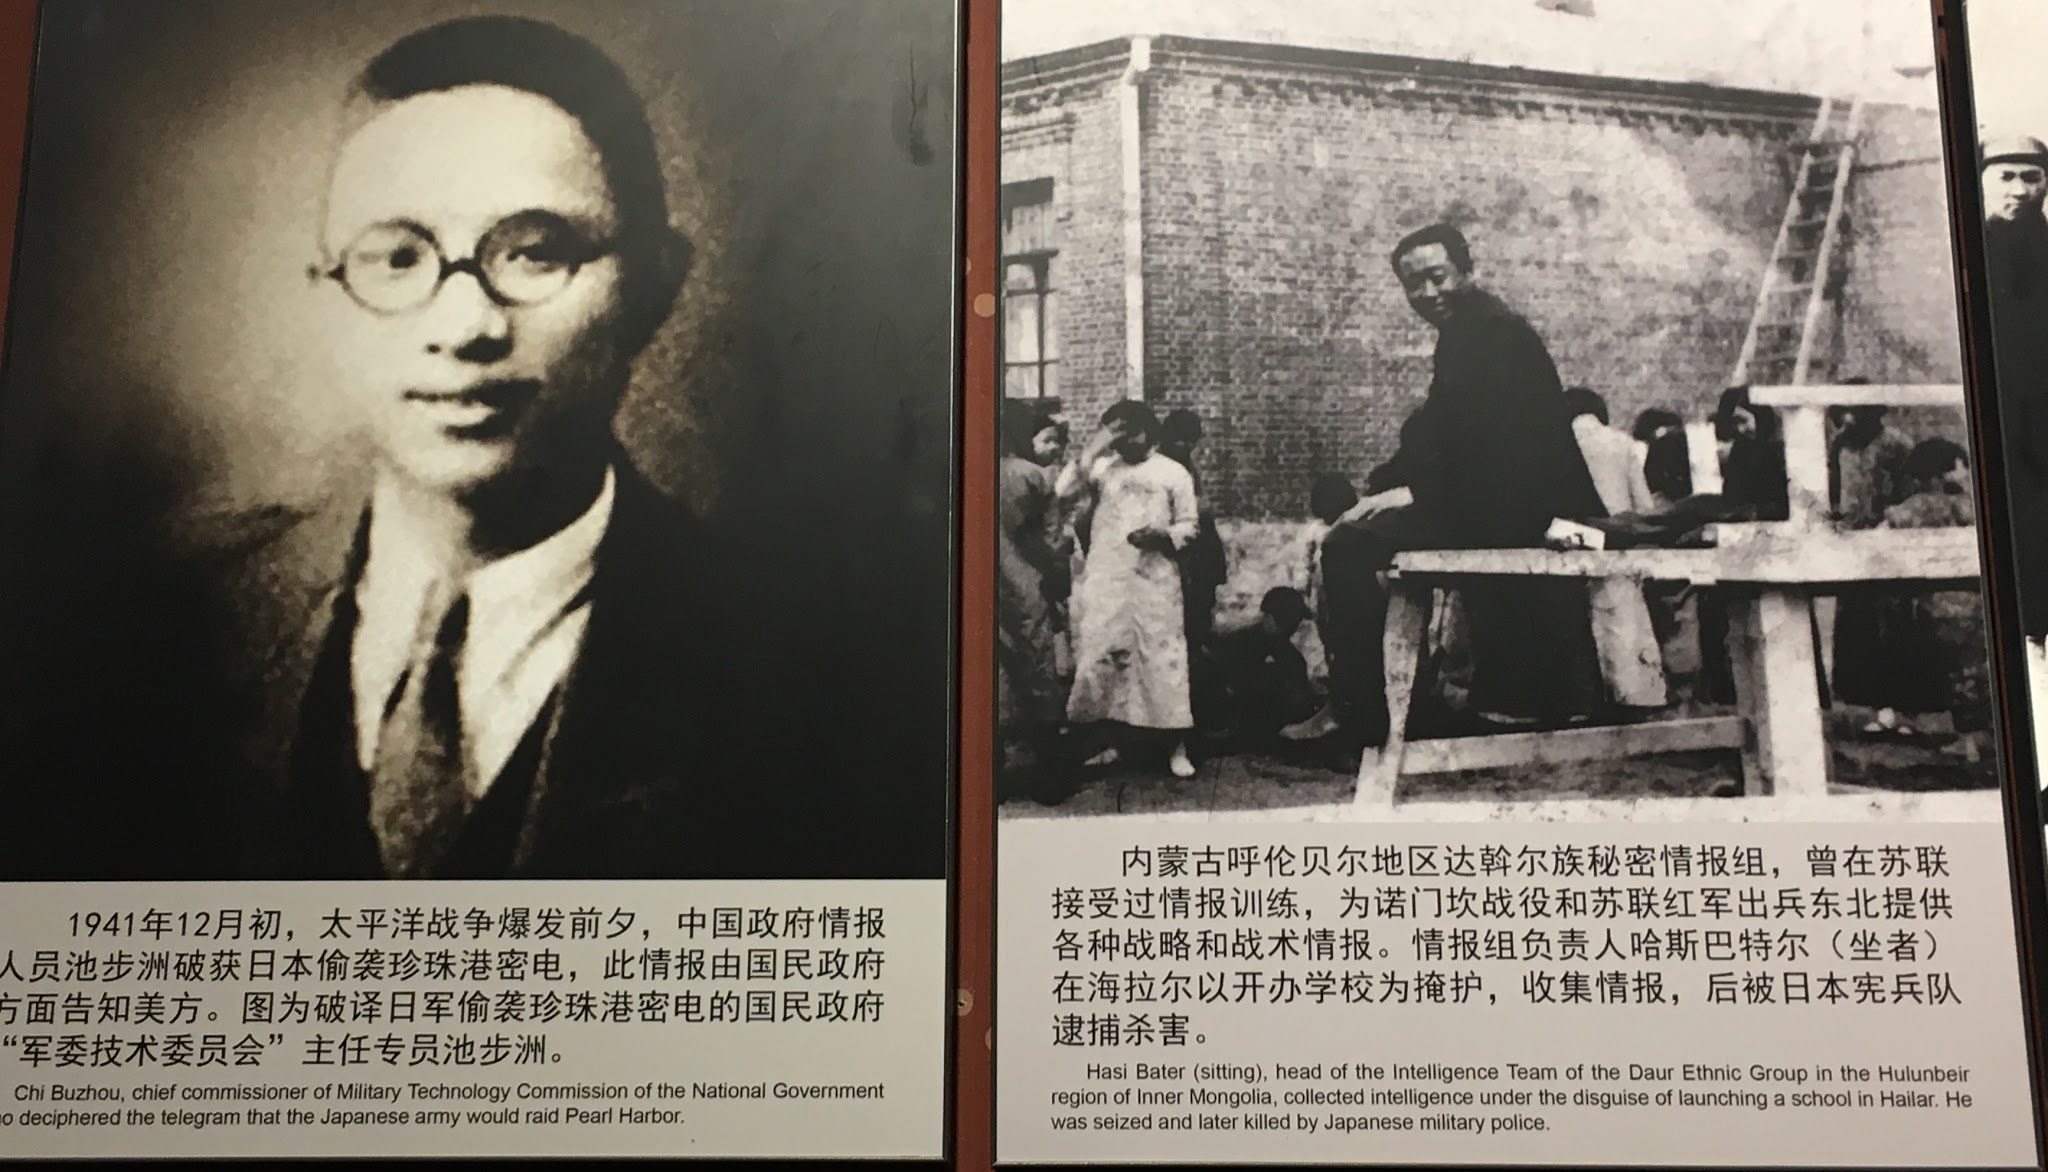 1941年12月初，太平洋战争爆发前夕，中国政府情报
人员池步洲破获日本偷袭珍珠港密电，此情报由国民政府
方面告知美方。图为破译日军偷袭珍珠港密电的国民政府
“军委技术委员会”主任专员池步洲。
Chi Buzhou, chief commissioner of Military Technology Commission of the National Government
deciphered the telegram that the Japanese army would raid Pearl Harbor.
内蒙古呼伦贝尔地区达斡尔族秘密情报组，曾在苏联
接受过情报训练，为诺门坎战役和苏联红军出兵东北提供
各种战略和战术情报。情报组负责人哈斯巴特尔（坐者）
在海拉尔以开办学校为掩护，收集情报，后被日本宪兵队
逮捕杀害。
Hasi Bater (sitting), head of the Intelligence Team of the Daur Ethnic Group in the Hulunbeir
region of Inner Mongolia, collected intelligence under the disguise of launching a school in Hailar. He
was seized and later killed by Japanese military police.